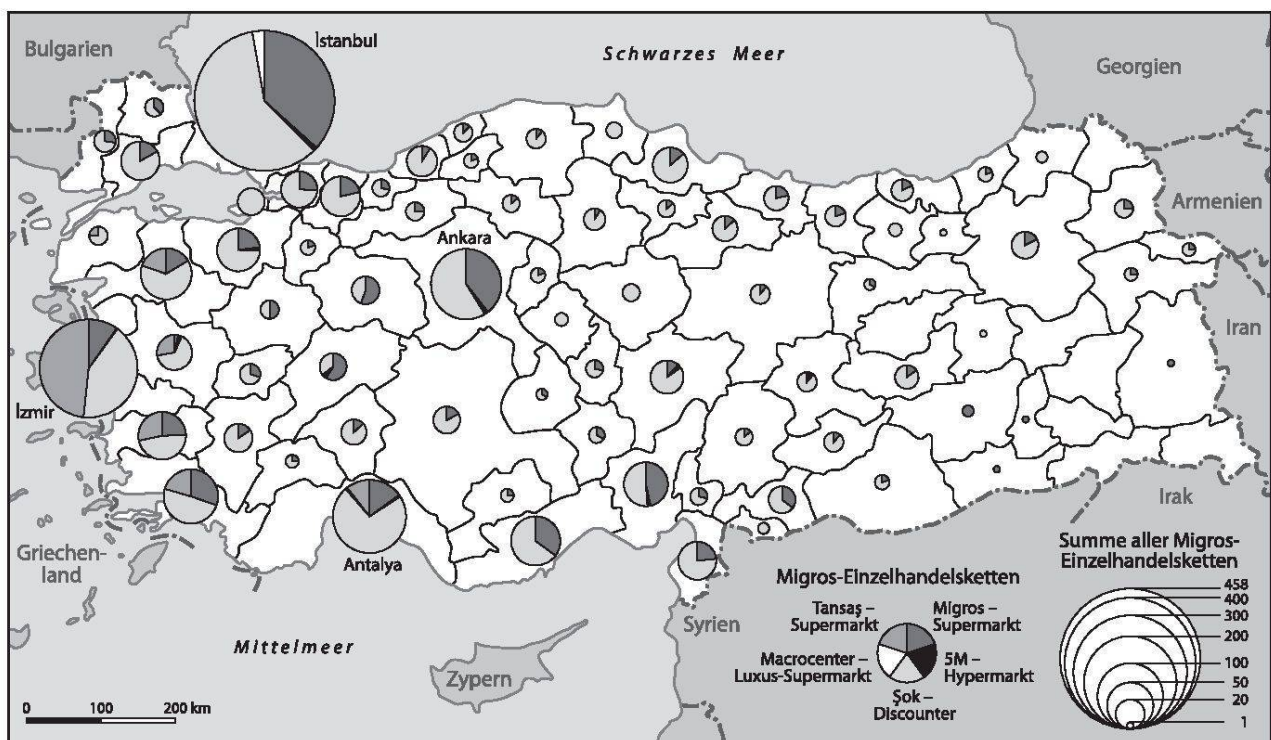 Bulgarien
İstanbul
Schwarzes Meer
Georgien
Armenien
Ankara
Iran
İzmir
Antalya
Irak
Griechen-
land
Syrien
Mittelmeer
Zypern
0 100 200 km
Migros-Einzelhandelsketten
Tansaş –
Supermarkt
Migros –
Supermarkt
Macrocenter –
Luxus-Supermarkt
5M –
Hypermarkt
Şok –
Discounter
Summe aller Migros-
Einzelhandelsketten
458
400
300
200
100
50
20
1